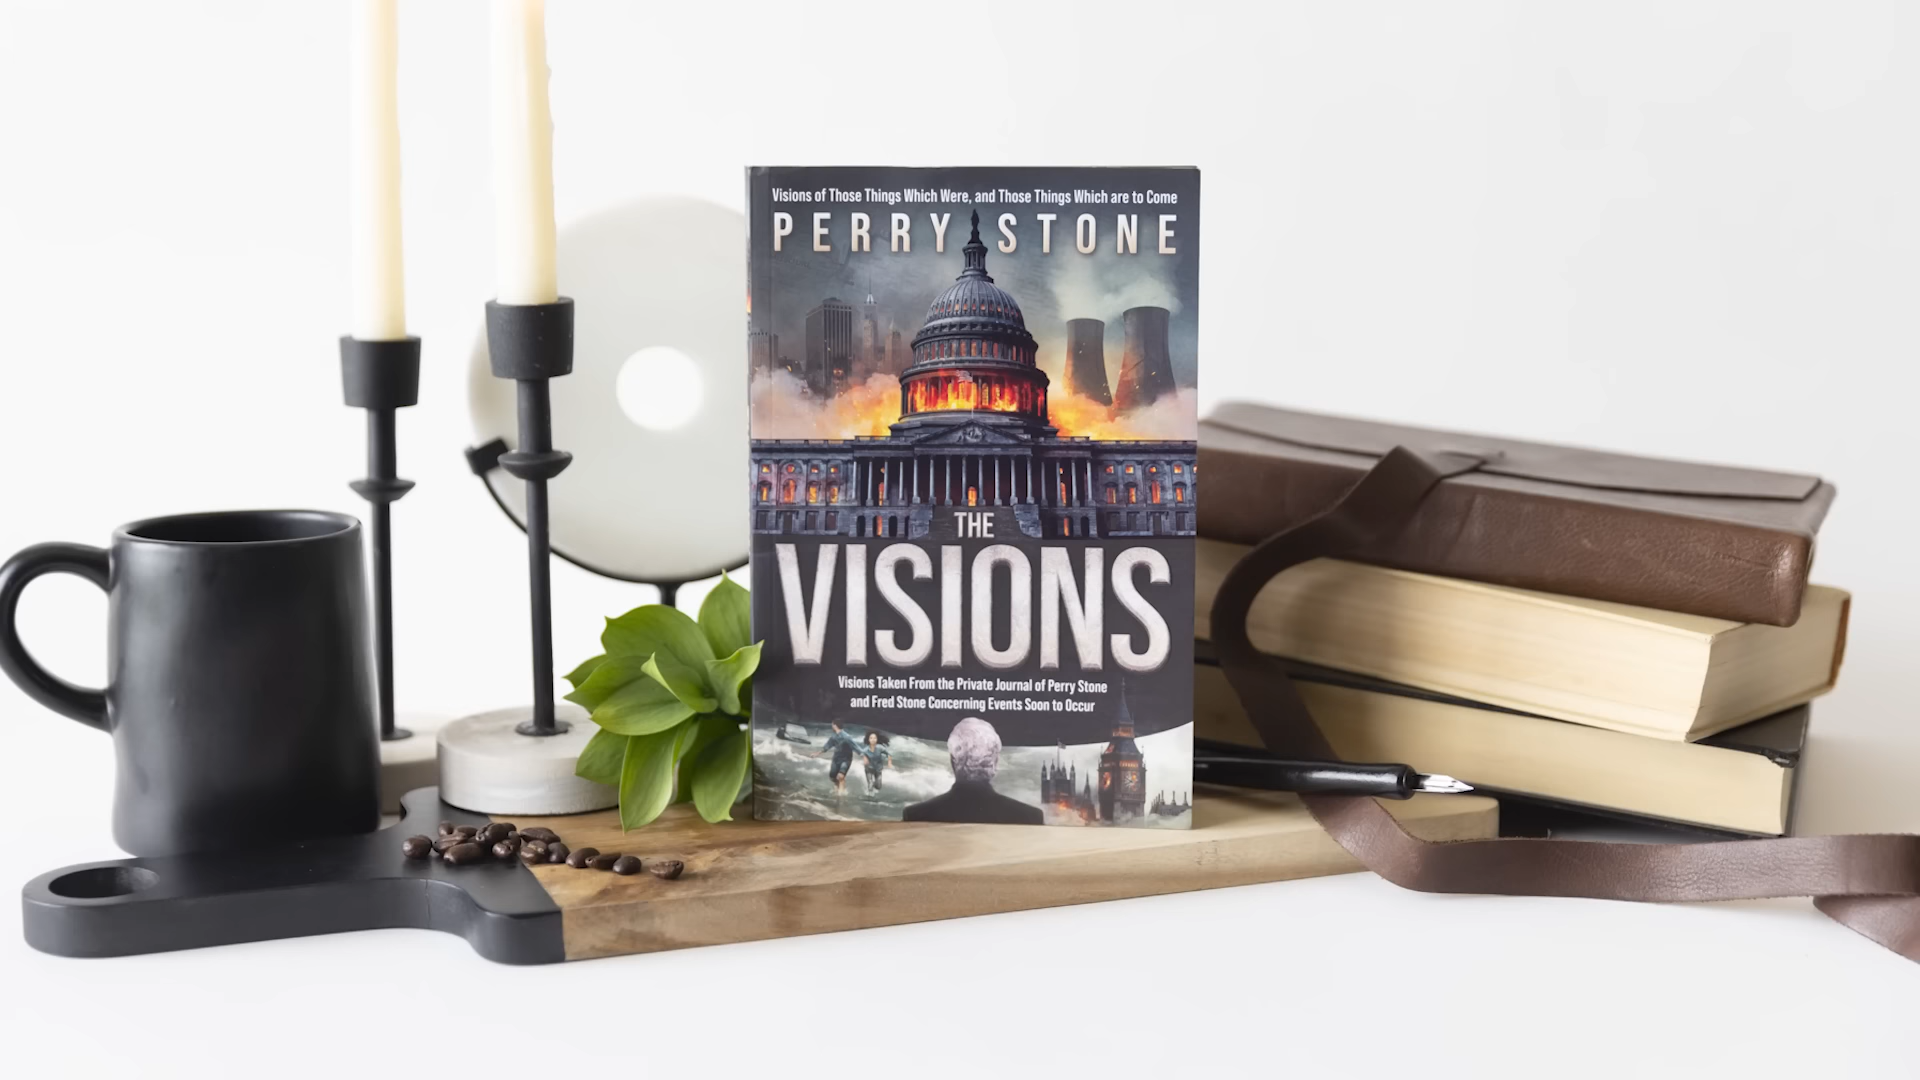 Visions of Those Things Which Were, and Those Things Which are to Come
PERRY STONE
THE
VISIONS
Visions Taken From the Private Journal of Perry Stone
and Fred Stone Concerning Events Soon to Occur